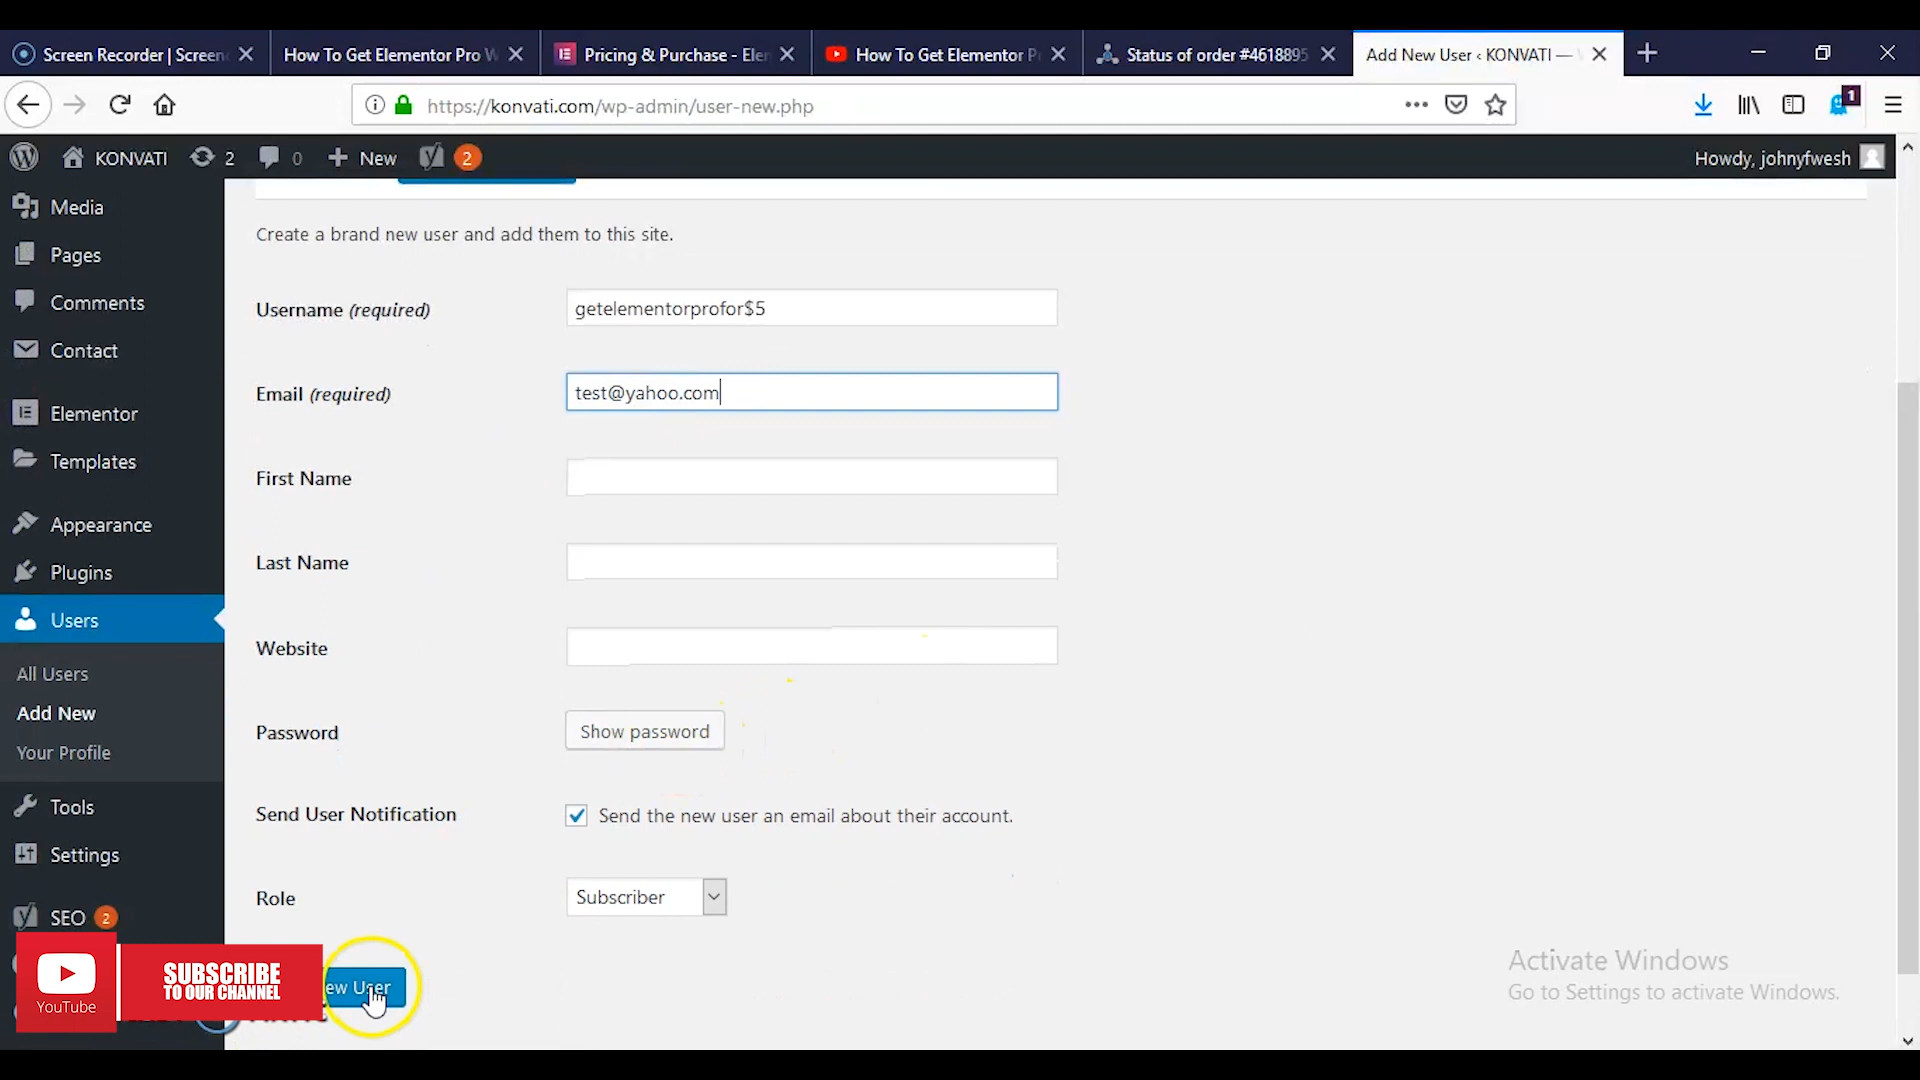 Screen Recorder | Screen
How To Get Elementor Pro W
Pricing & Purchase - Ele
How To Get Elementor P
Status of order #4618895
Add New User ‹ KONVATI —
https://konvati.com/wp-admin/user-new.php
1
KONVATI
2
0
New
2
Howdy, johnyfwesh
Media
Pages
Comments
Contact
Elementor
Templates
Appearance
Plugins
Users
All Users
Add New
Your Profile
Tools
Settings
SEO 2
Create a brand new user and add them to this site.
Username (required)
getelementorprofor$5
Email (required)
test@yahoo.com
First Name
Last Name
Website
Password
Show password
Send User Notification
Send the new user an email about their account.
Role
Subscriber
ew User
YouTube
SUBSCRIBE
TO OUR CHANNEL
Activate Windows
Go to Settings to activate Windows.